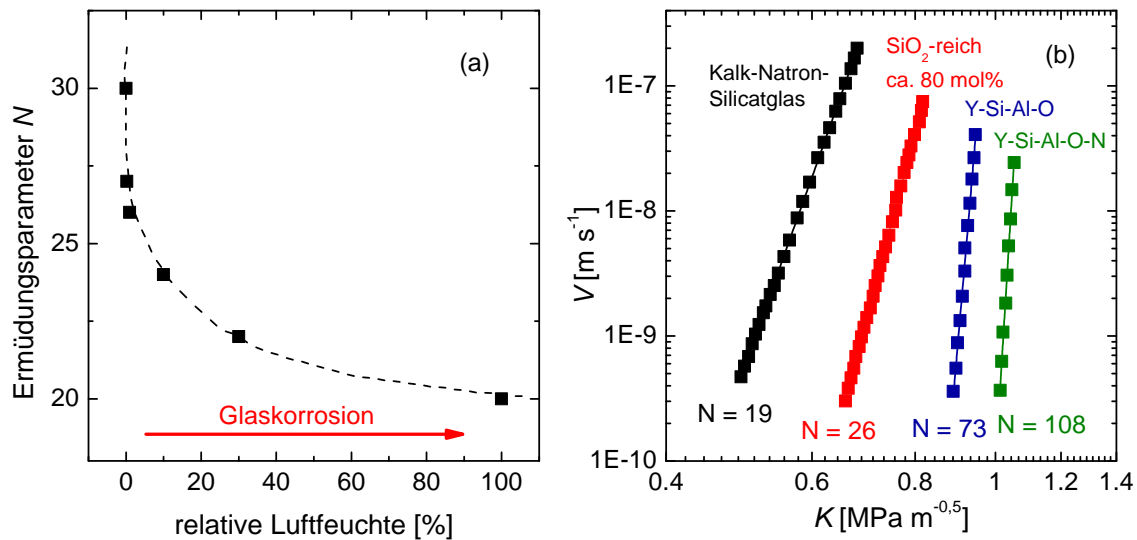 (a)
30
25
20
Ermüdungsparameter N
Glaskorrosion
0 20 40 60 80 100
relative Luftfeuchte [%]
(b)
SiO2-reich
ca. 80 mol%
Kalk-Natron-
Silicatglas
Y-Si-Al-O
Y-Si-Al-O-N
1E-7
1E-8
1E-9
1E-10
V [m s-1]
N = 19
N = 26
N = 73
N = 108
0.4 0.6 0.8 1 1.2 1.4
K [MPa m-0,5]